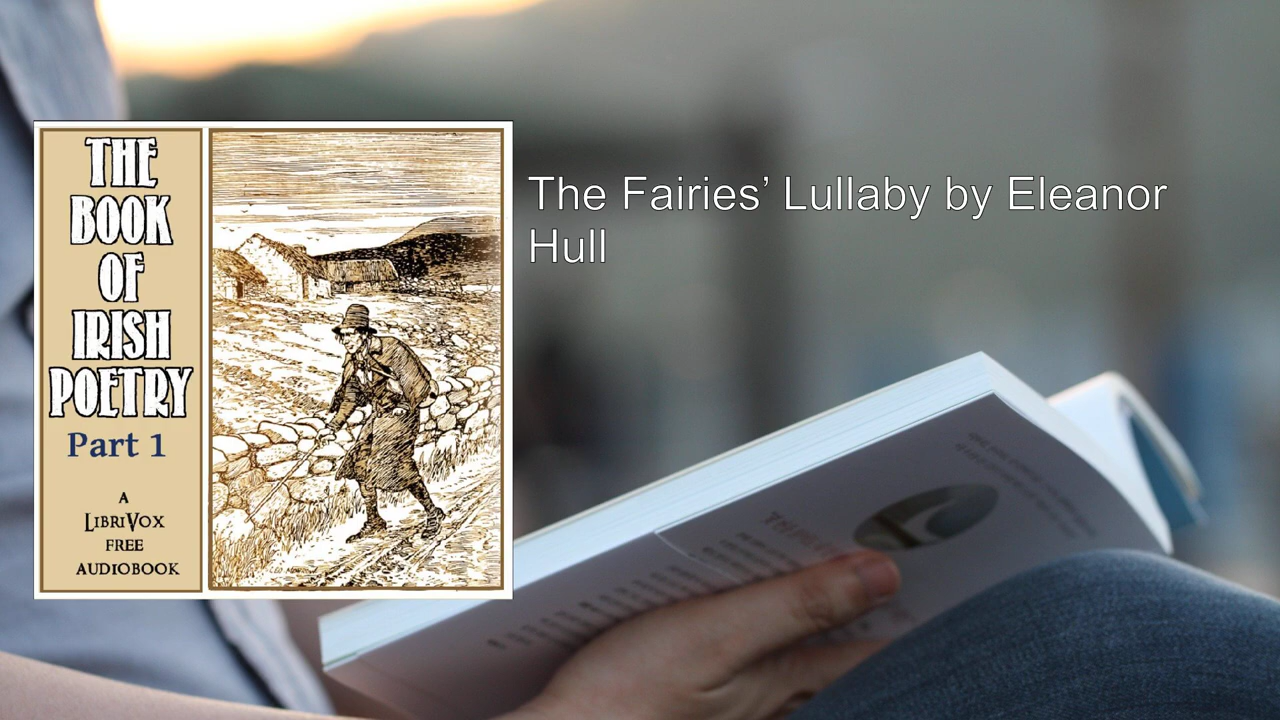 THE
BOOK
OF
IRISH
POETRY
Part 1
A
LIBRIVOX
FREE
AUDIOBOOK
The Fairies’ Lullaby by Eleanor
Hull